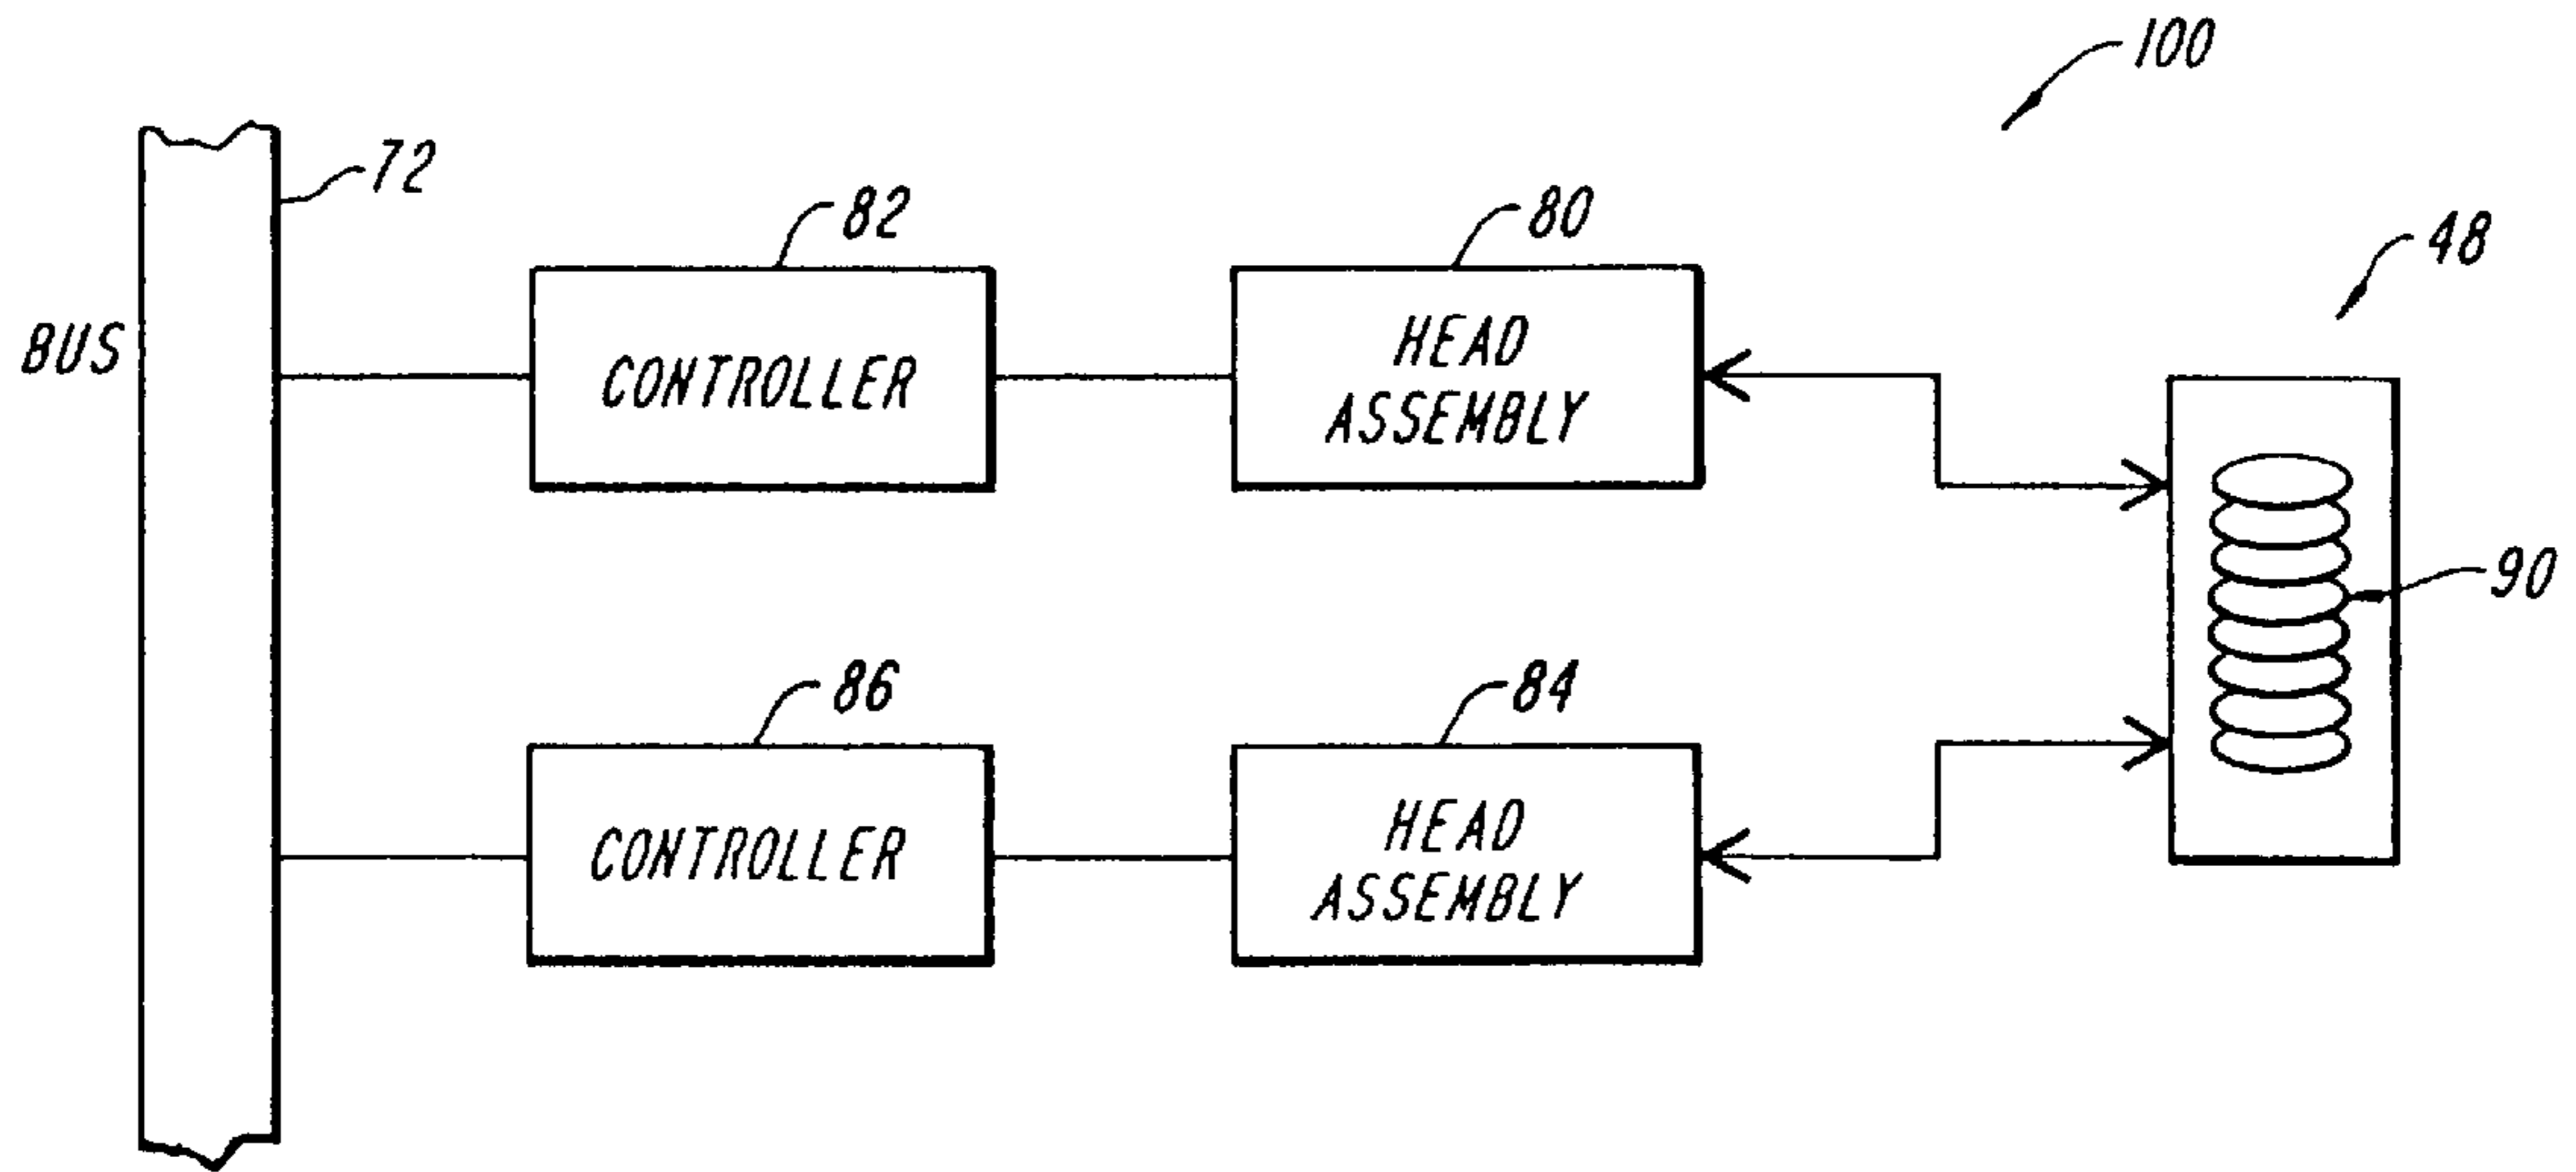 100
72
82
80
48
BUS
CONTROLLER
HEAD
ASSEMBLY
90
86
84
CONTROLLER
HEAD
ASSEMBLY